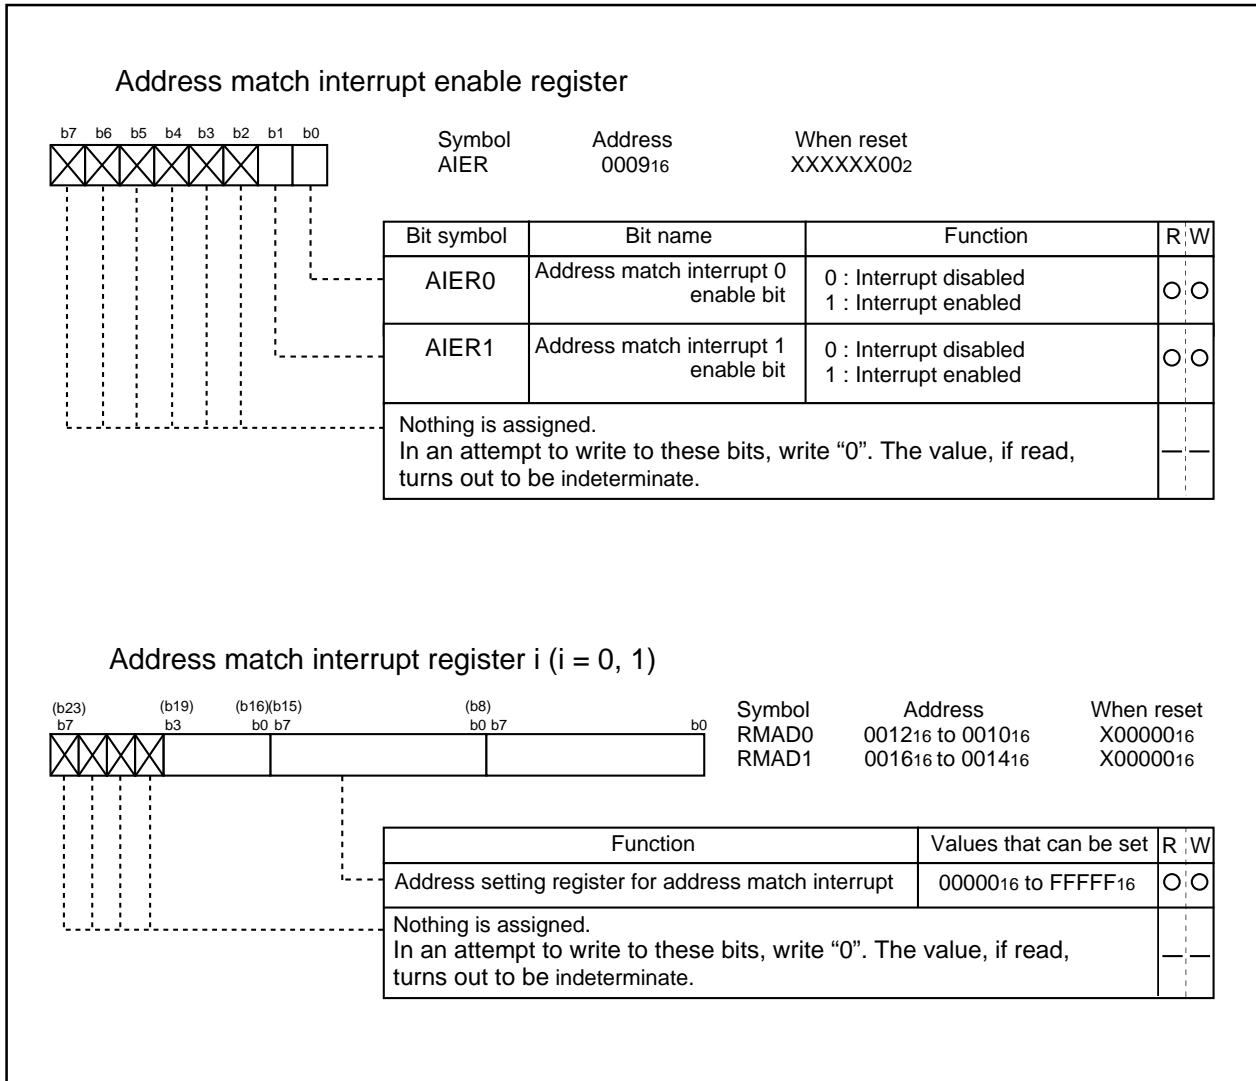 Address match interrupt enable register
b7 b6 b5 b4 b3 b2 b1 b0
Symbol Address When reset
AIER 000916 XXXXXX002
Bit symbol Bit name Function R W
AIER0 Address match interrupt 0 enable bit 0 : Interrupt disabled
1 : Interrupt enabled
AIER1 Address match interrupt 1 enable bit 0 : Interrupt disabled
1 : Interrupt enabled
Nothing is assigned.
In an attempt to write to these bits, write “0”. The value, if read,
turns out to be indeterminate.
Address match interrupt register i (i = 0, 1)
(b23) (b19) (b16)(b15) (b8)
b7 b3 b0 b7 b0 b7 b0
Symbol Address When reset
RMAD0 001216 to 001016 X0000016
RMAD1 001616 to 001416 X0000016
Function Values that can be set R W
Address setting register for address match interrupt 0000016 to FFFFF16
Nothing is assigned.
In an attempt to write to these bits, write “0”. The value, if read,
turns out to be indeterminate.